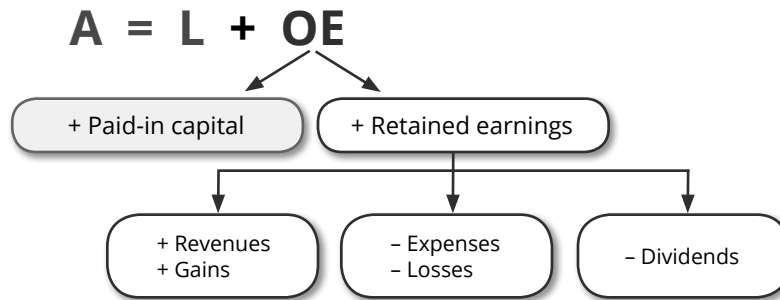 A = L + OE
+ Paid-in capital
+ Retained earnings
+ Revenues
+ Gains
– Expenses
– Losses
– Dividends